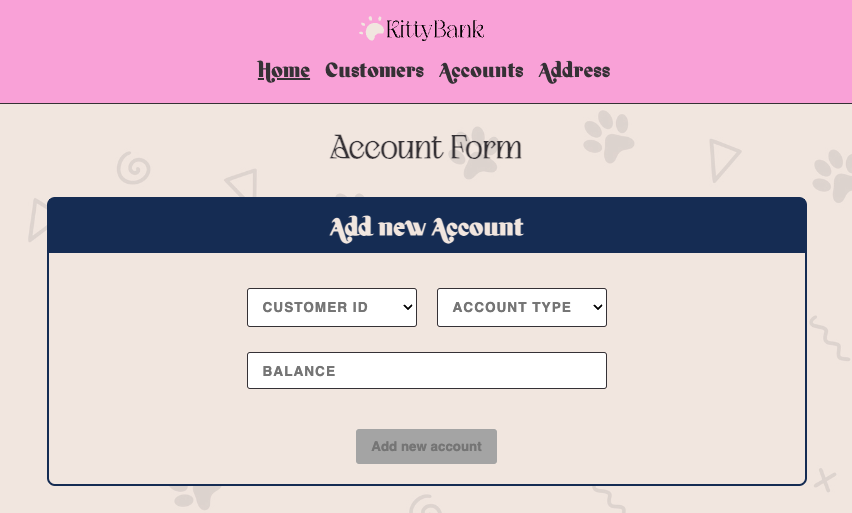 KittyBank
Home Customers Accounts Address
Account Form
Add new Account
CUSTOMER ID ACCOUNT TYPE
BALANCE
Add new account